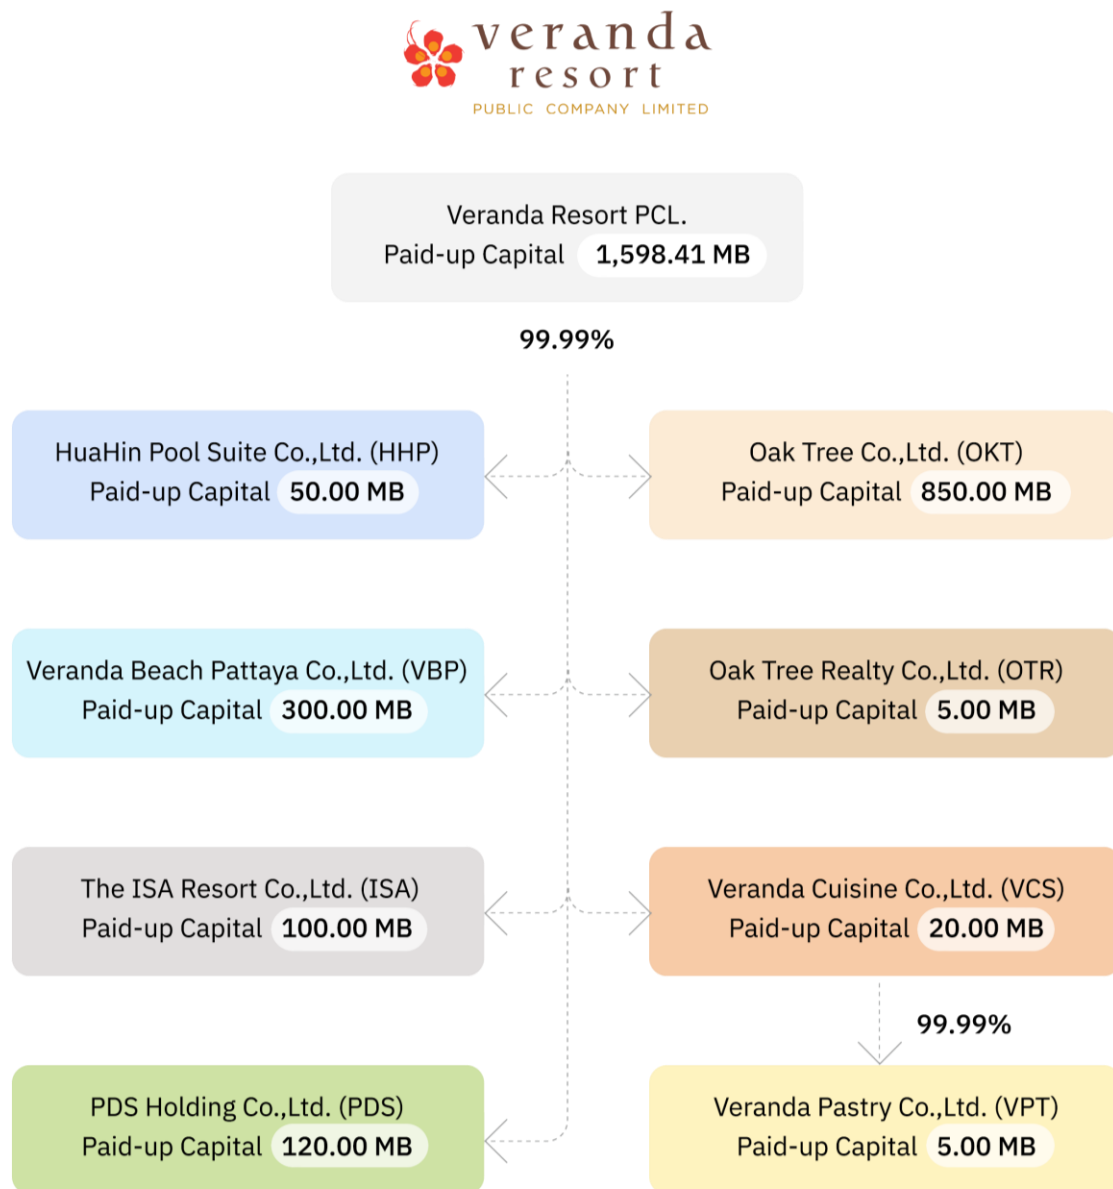 veranda
resort
PUBLIC COMPANY LIMITED
Veranda Resort PCL.
Paid-up Capital 1,598.41 MB
99.99%
HuaHin Pool Suite Co.,Ltd. (HHP)
Paid-up Capital 50.00 MB
Oak Tree Co.,Ltd. (OKT)
Paid-up Capital 850.00 MB
Veranda Beach Pattaya Co.,Ltd. (VBP)
Paid-up Capital 300.00 MB
Oak Tree Realty Co.,Ltd. (OTR)
Paid-up Capital 5.00 MB
The ISA Resort Co.,Ltd. (ISA)
Paid-up Capital 100.00 MB
Veranda Cuisine Co.,Ltd. (VCS)
Paid-up Capital 20.00 MB
99.99%
PDS Holding Co.,Ltd. (PDS)
Paid-up Capital 120.00 MB
Veranda Pastry Co.,Ltd. (VPT)
Paid-up Capital 5.00 MB